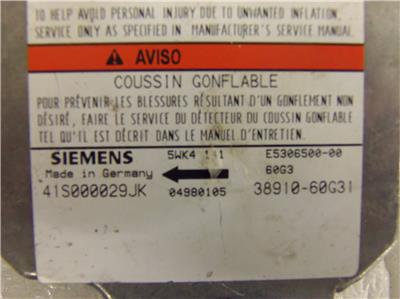 TO HELP AVOID PERSONAL INJURY DUE TO UNWANTED INFLATION,
SERVICE ONLY AS SPECIFIED IN MANUFACTURER'S SERVICE MANUAL.
AVISO
COUSSIN GONFLABLE
POUR PRÉVENIR LES BLESSURES RÉSULTANT D'UN GONFLEMENT NON
DÉSIRÉ, FAIRE LE SERVICE DU DÉTECTEUR DU COUSSIN GONFLABLE
TEL QU'IL EST DÉCRIT DANS LE MANUEL D'ENTRETIEN.
SIEMENS 5WK4 E5306500-00
Made in Germany 60G3
41S000029JK 04980105 38910-60G31